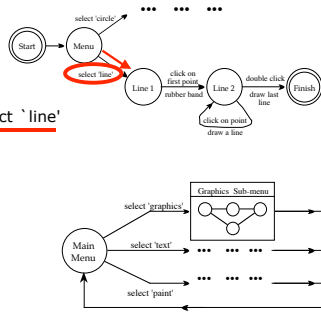 select 'circle'
Start
Menu
select 'line'
Line 1
click on
first point
rubber band
Line 2
double click
draw last
line
Finish
click on point
draw a line
ct `line'
Graphics Sub-menu
select 'graphics'
Main
Menu
select 'text'
select 'paint'